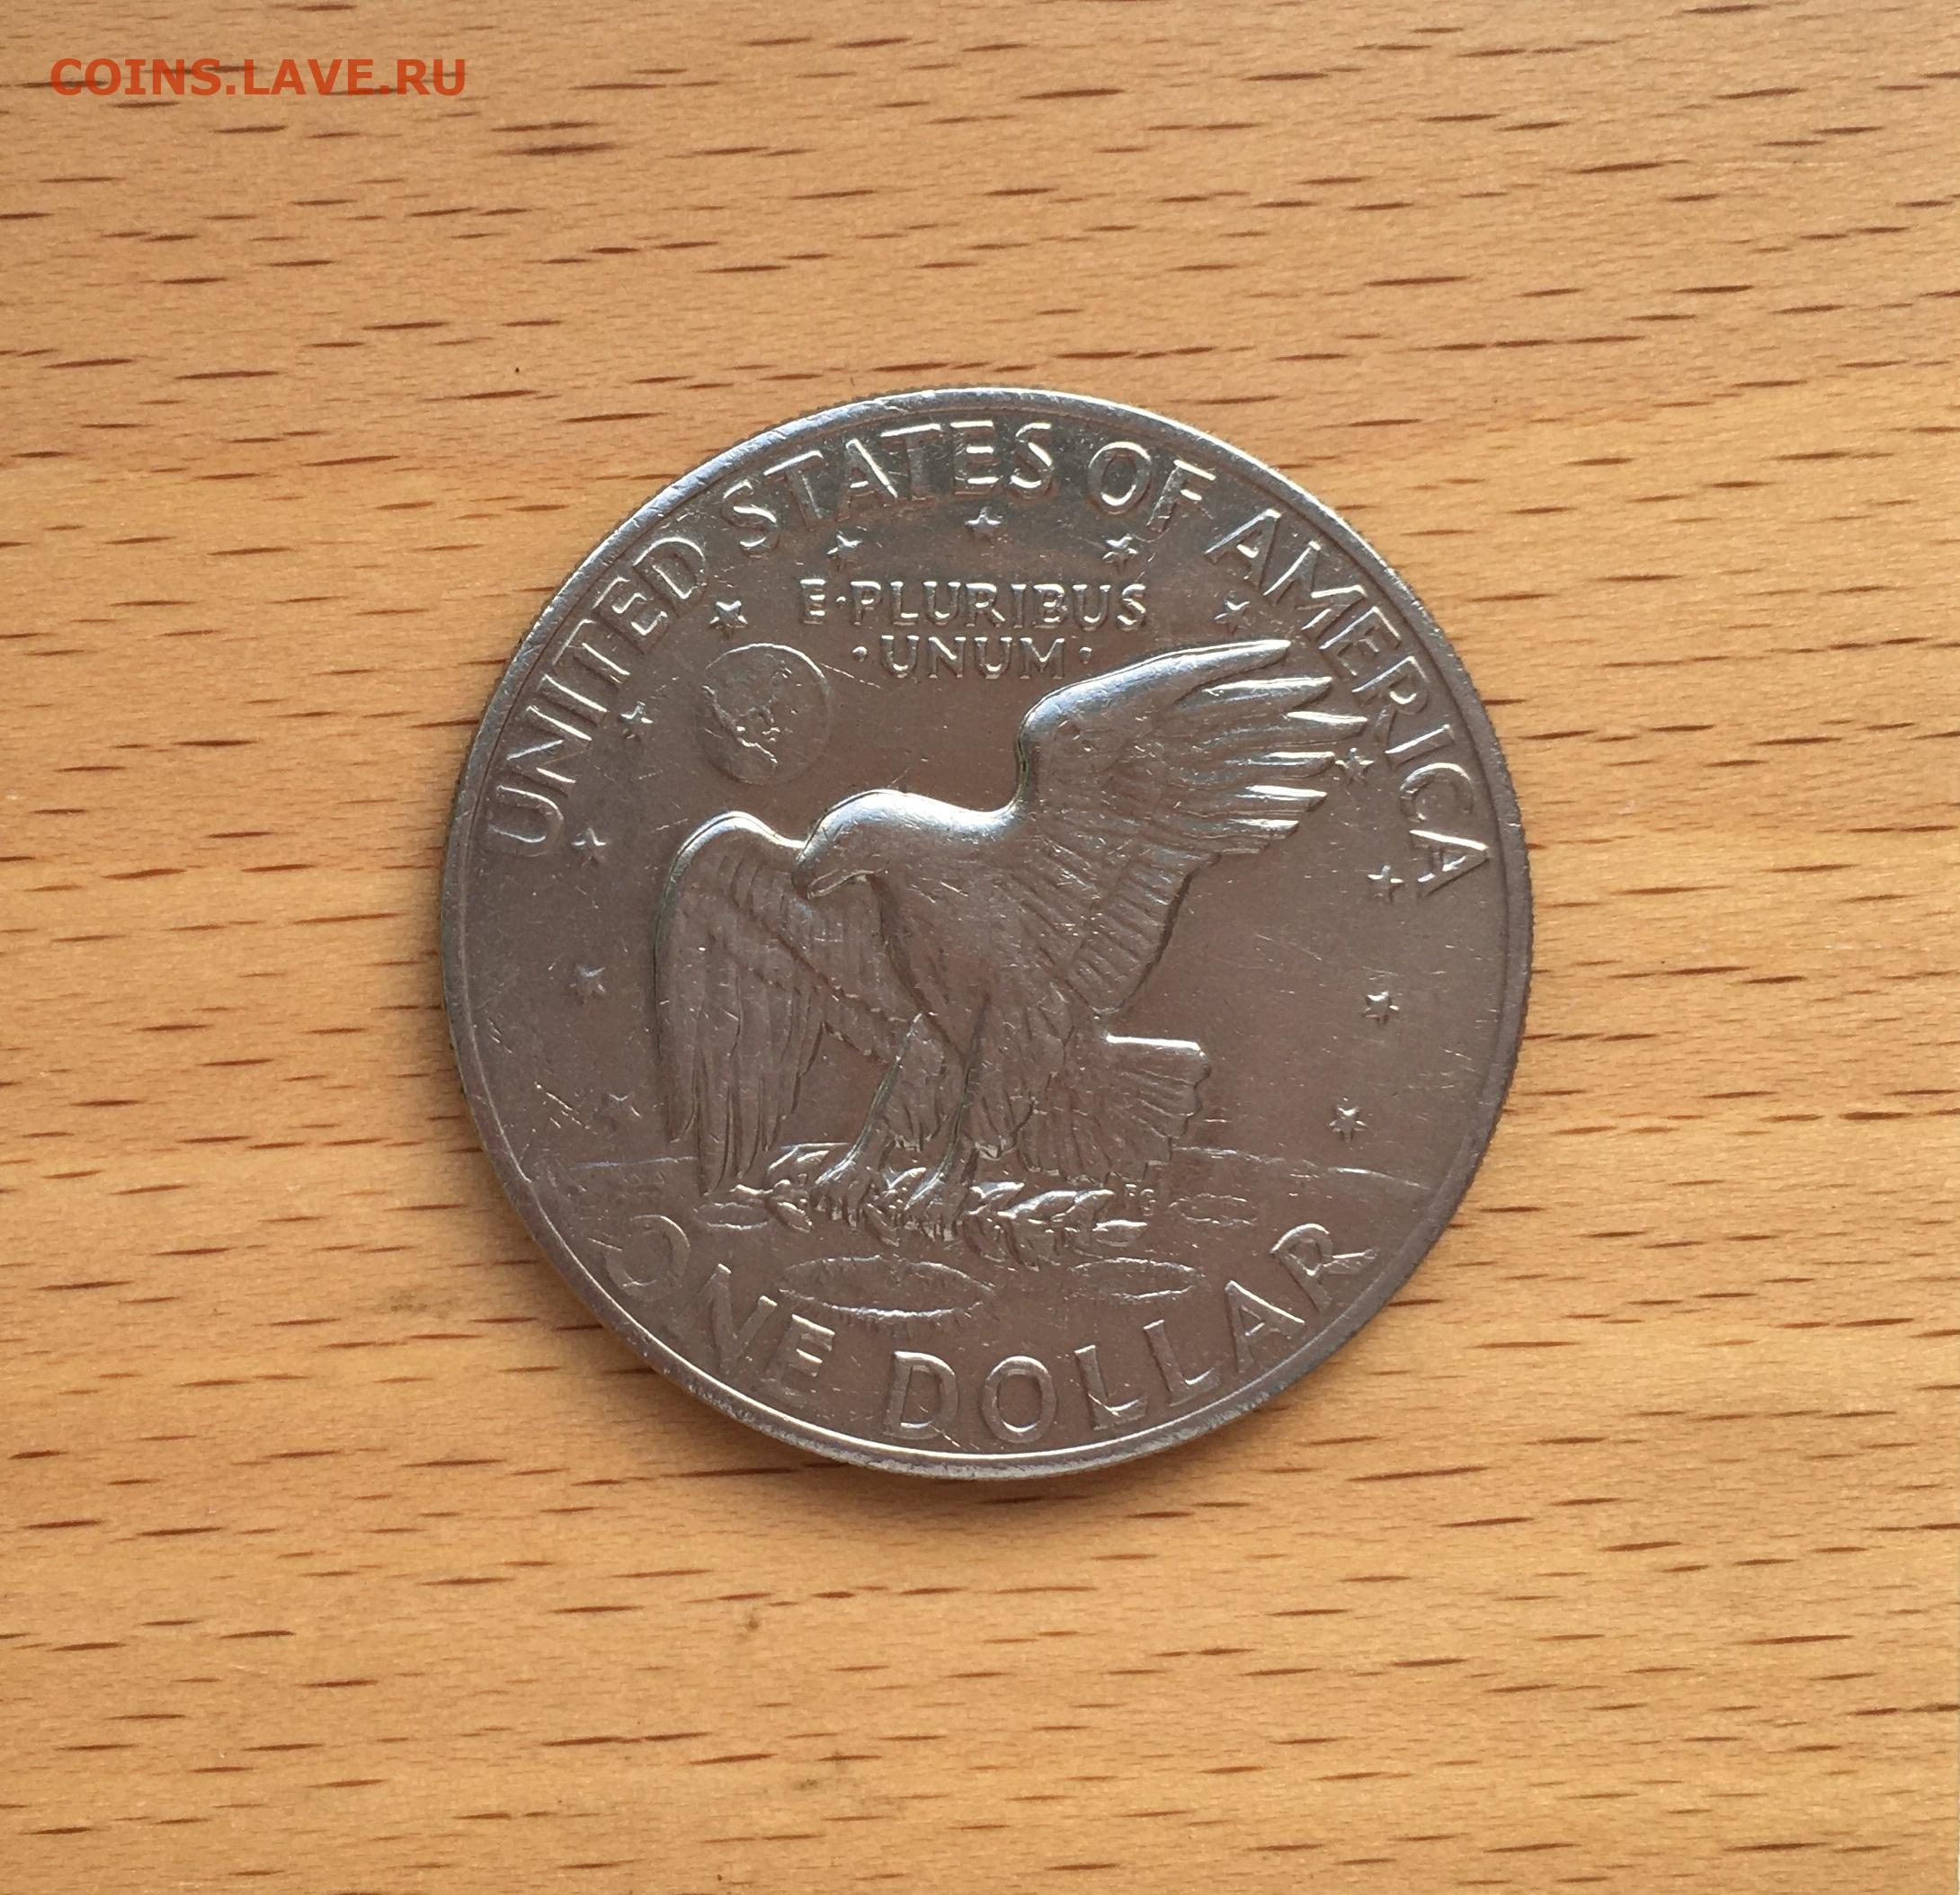 COINS.LAVE.RU
UNITED STATES OF AMERICA
E·PLURIBUS
·UNUM·
ONE DOLLAR